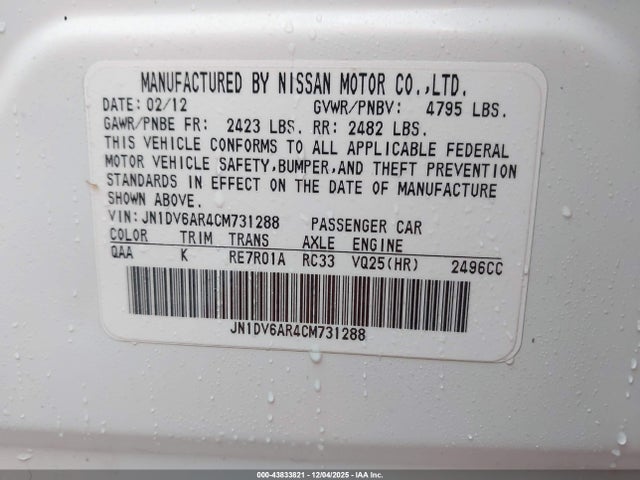 MANUFACTURED BY NISSAN MOTOR CO.,LTD.
DATE: 02/12 GVWR/PNBV: 4795 LBS.
GAWR/PNBE FR: 2423 LBS. RR: 2482 LBS.
THIS VEHICLE CONFORMS TO ALL APPLICABLE FEDERAL
MOTOR VEHICLE SAFETY,BUMPER,AND THEFT PREVENTION
STANDARDS IN EFFECT ON THE DATE OF MANUFACTURE
SHOWN ABOVE.
VIN: JN1DV6AR4CM731288 PASSENGER CAR
COLOR TRIM TRANS AXLE ENGINE
QAA K RE7R01A RC33 VQ25(HR) 2496CC
JN1DV6AR4CM731288
000-43833821 - 12/04/2025 - IAA Inc.